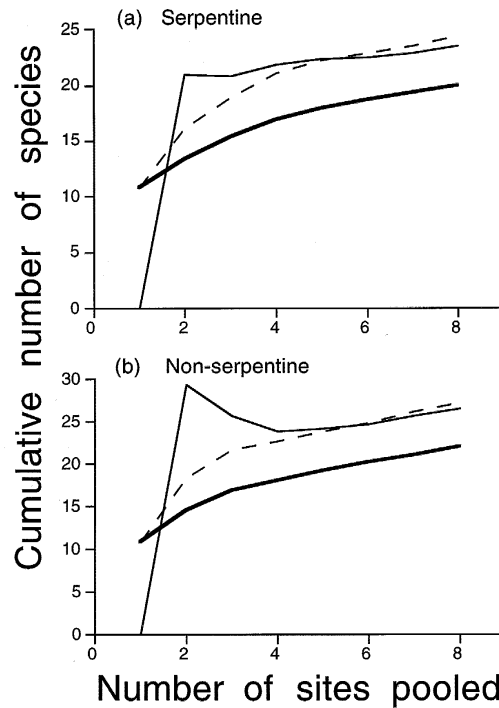 (a) Serpentine
25
20
15
10
5
0
0 2 4 6 8
(b) Non-serpentine
30
25
20
15
10
5
0
0 2 4 6 8
Cumulative number of species
Number of sites pooled